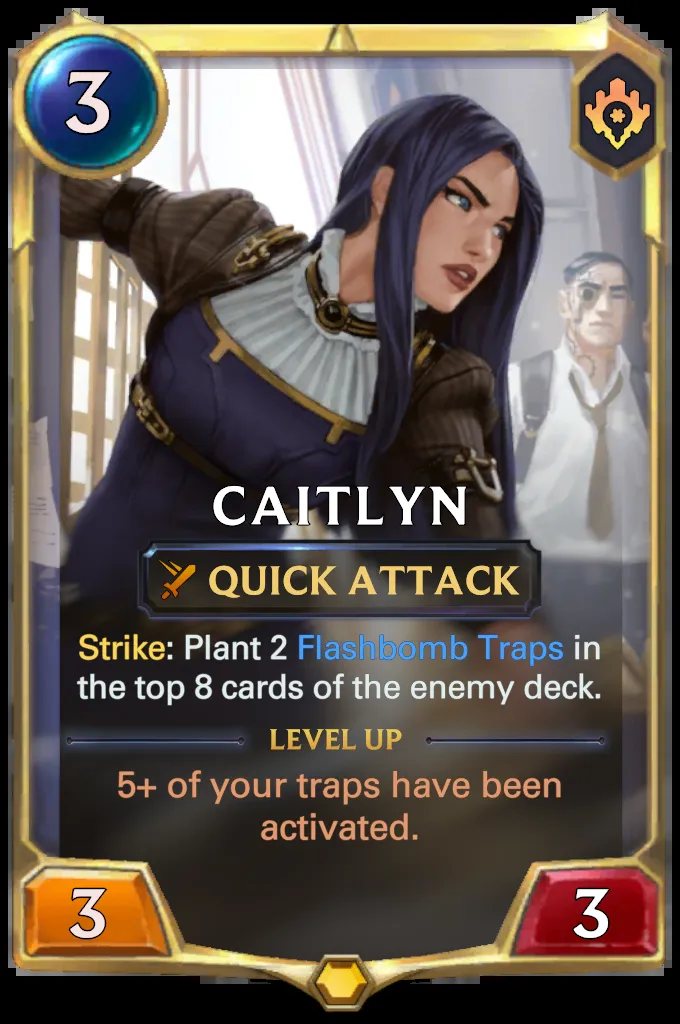 3
CAITLYN
QUICK ATTACK
Strike: Plant 2 Flashbomb Traps in
the top 8 cards of the enemy deck.
LEVEL UP
5+ of your traps have been
activated.
3
3